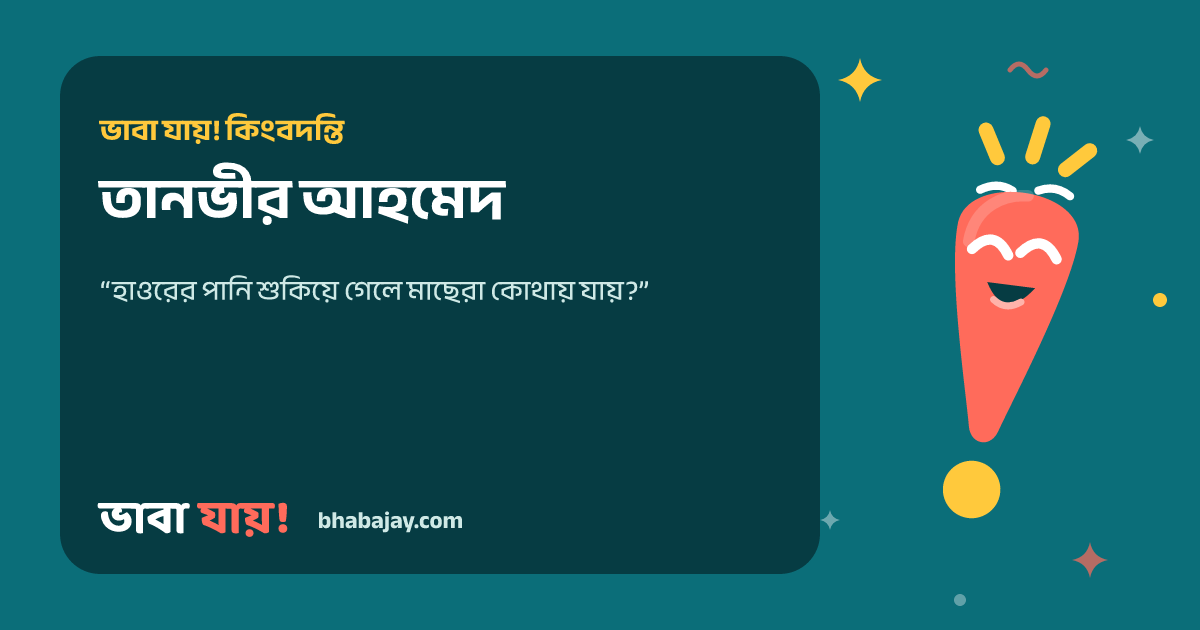 ভাবা যায়! কিংবদন্তি
তানভীর আহমেদ
“হাওরের পানি শুকিয়ে গেলে মাছেরা কোথায় যায়?”
ভাবা যায়! bhabajay.com